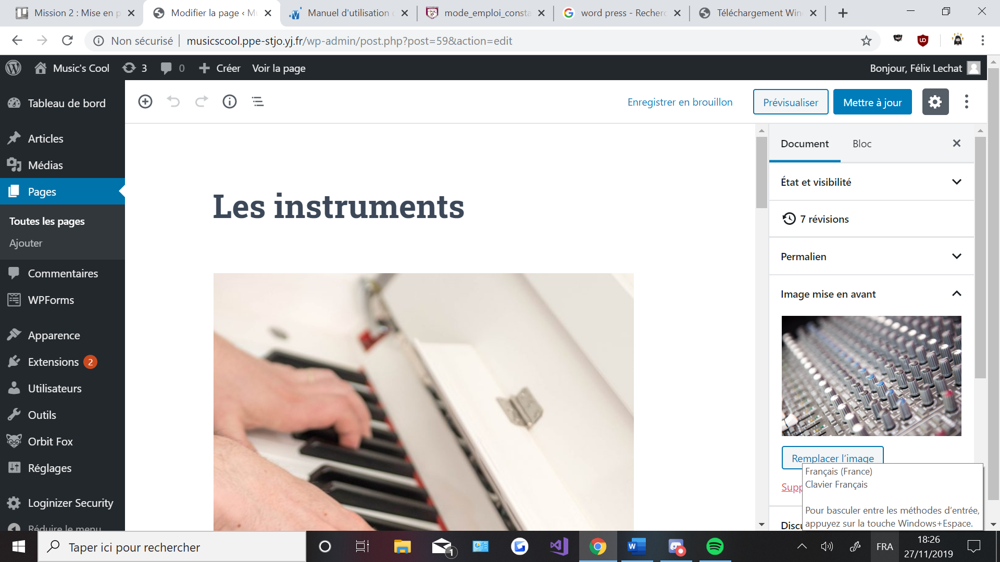 Mission 2 : Mise en p
Modifier la page ‹ M
Manuel d'utilisation
mode_emploi_consta
word press - Recherc
Téléchargement Win
Non sécurisé
musicscool.ppe-stjo.yj.fr/wp-admin/post.php?post=59&action=edit
Music's Cool
3
0
Créer
Voir la page
Bonjour, Félix Lechat
Tableau de bord
Articles
Médias
Pages
Toutes les pages
Ajouter
Commentaires
WPForms
Apparence
Extensions 2
Utilisateurs
Outils
Orbit Fox
Réglages
Loginizer Security
Réduire le menu
Enregistrer en brouillon
Prévisualiser
Mettre à jour
Les instruments
Document
Bloc
État et visibilité
7 révisions
Permalien
Image mise en avant
Remplacer l’image
Supp
Français (France)
Clavier Français
Pour basculer entre les méthodes d’entrée,
appuyez sur la touche Windows+Espace.
Discu
Taper ici pour rechercher
1
FRA
18:26
27/11/2019